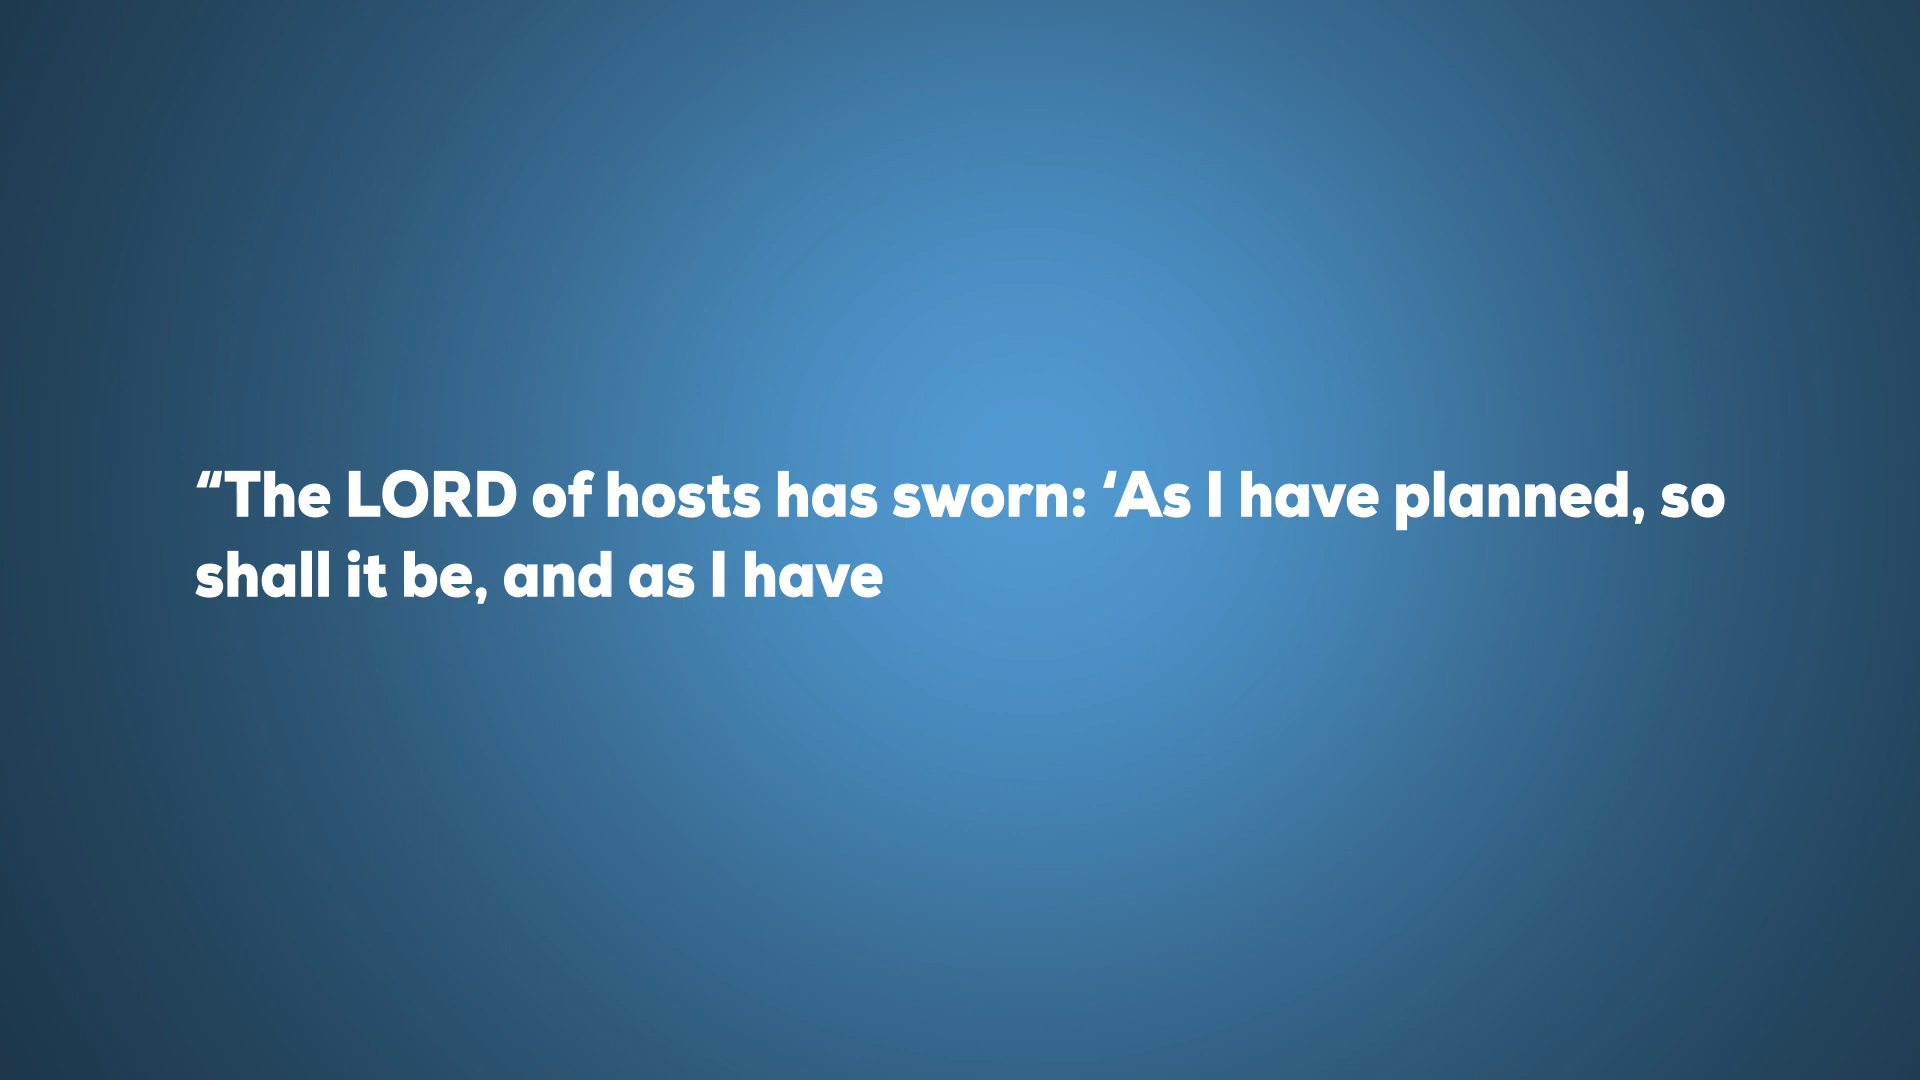 “The LORD of hosts has sworn: ‘As I have planned, so
shall it be, and as I have